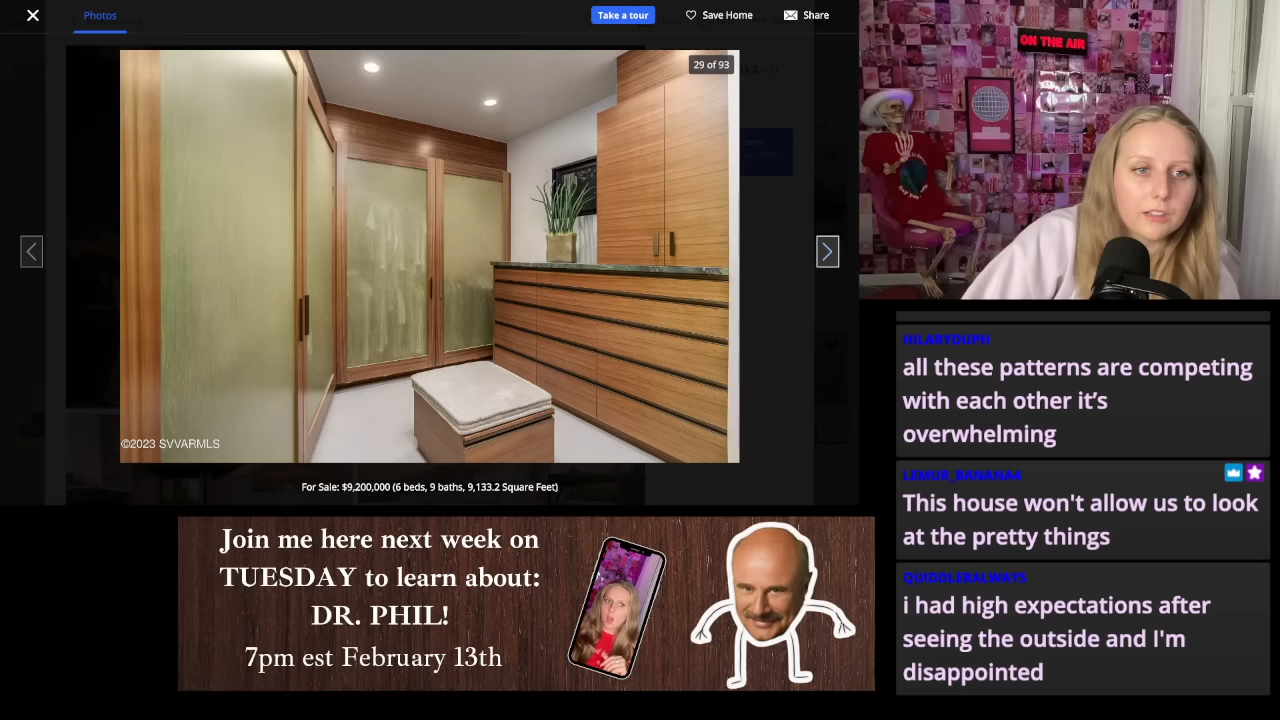 Photos
Take a tour
Save Home
Share
29 of 93
ON THE AIR
©2023 SVVARMLS
For Sale: $9,200,000 (6 beds, 9 baths, 9,133.2 Square Feet)
HILARYDUPH
all these patterns are competing
with each other it’s
overwhelming
LEMUR_BANANA4
This house won't allow us to look
at the pretty things
QUIDDLERALWAYS
i had high expectations after
seeing the outside and I'm
disappointed
Join me here next week on
TUESDAY to learn about:
DR. PHIL!
7pm est February 13th